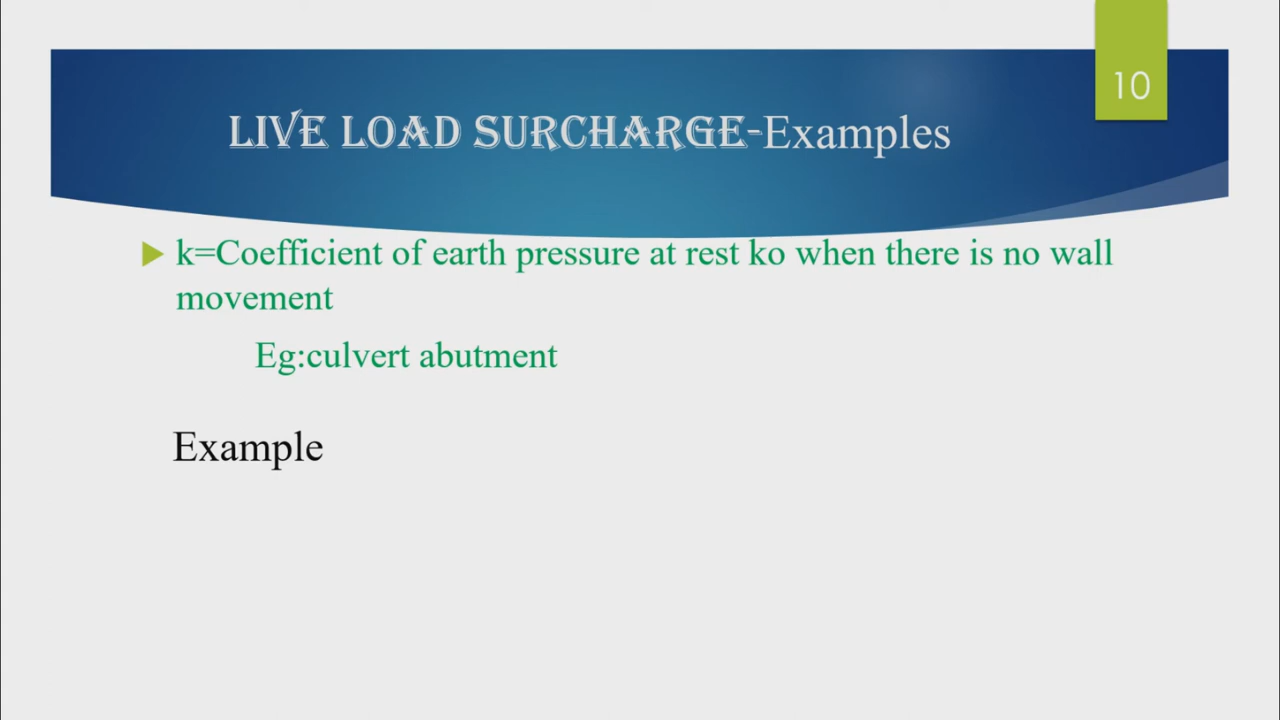 10
LIVE LOAD SURCHARGE-Examples
k=Coefficient of earth pressure at rest ko when there is no wall
movement
Eg:culvert abutment
Example